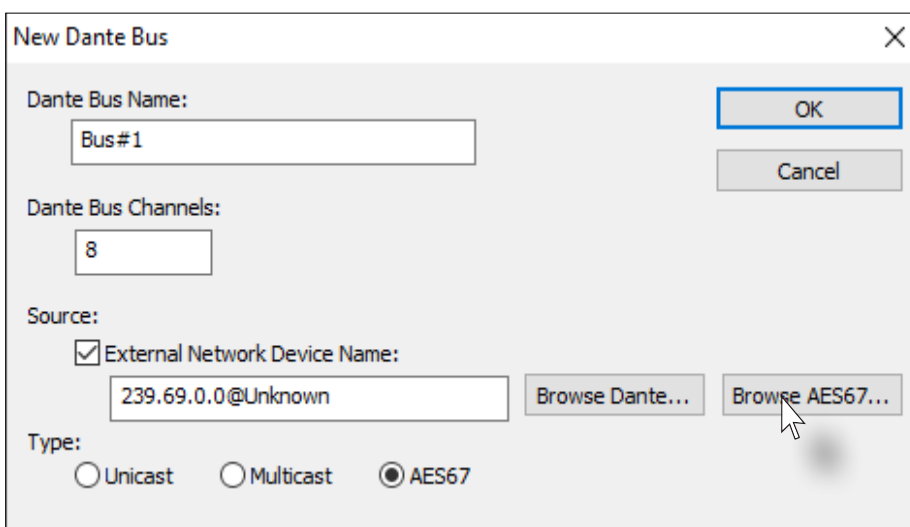 New Dante Bus
Dante Bus Name:
OK
Bus#1
Cancel
Dante Bus Channels:
8
Source:
External Network Device Name:
239.69.0.0@Unknown
Browse Dante...
Browse AES67...
Type:
Unicast
Multicast
AES67